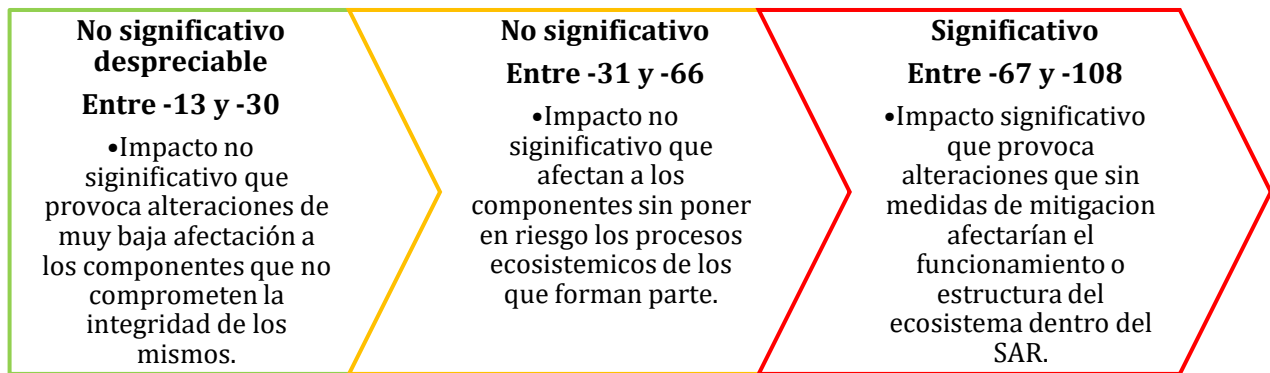 No significativo
despreciable
Entre -13 y -30
•Impacto no
siginificativo que
provoca alteraciones de
muy baja afectación a
los componentes que no
comprometen la
integridad de los
mismos.
No significativo
Entre -31 y -66
•Impacto no
siginificativo que
afectan a los
componentes sin poner
en riesgo los procesos
ecosistemicos de los
que forman parte.
Significativo
Entre -67 y -108
•Impacto significativo
que provoca
alteraciones que sin
medidas de mitigacion
afectarían el
funcionamiento o
estructura del
ecosistema dentro del
SAR.